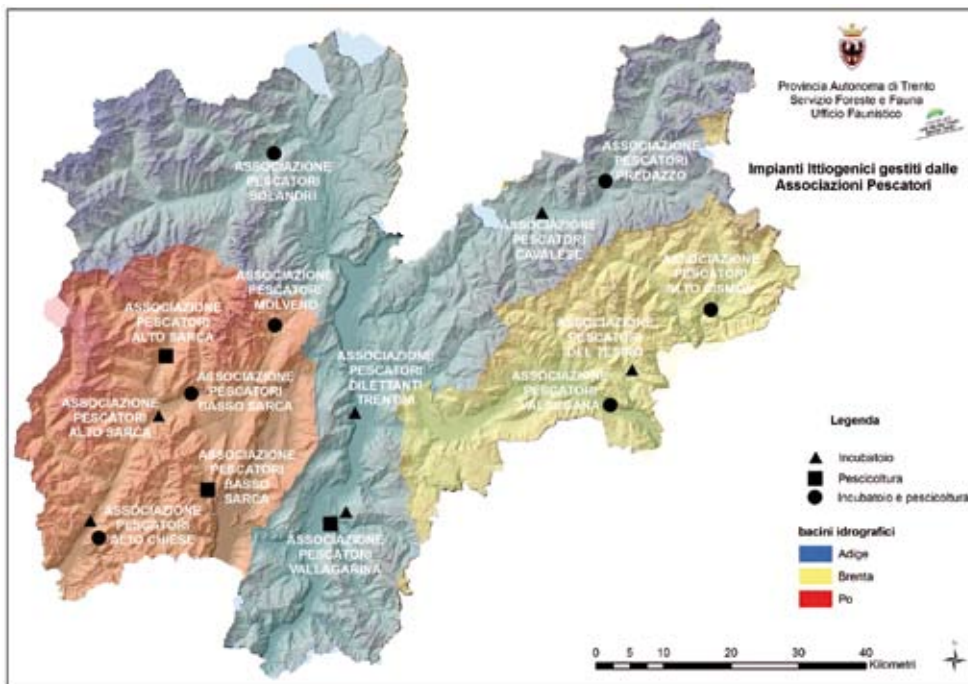 Provincia Autonoma di Trento
Servizio Foreste e Fauna
Ufficio Faunistico
Impianti Ittiogenici gestiti dalle
Associazioni Pescatori
ASSOCIAZIONE
PESCATORI
SOLANDRI
ASSOCIAZIONE
PESCATORI
PREDAZZO
ASSOCIAZIONE
PESCATORI
CAVALESE
ASSOCIAZIONE
PESCATORI
ALTO CISMON
ASSOCIAZIONE
PESCATORI
MOLVENO
ASSOCIAZIONE
PESCATORI
ALTO SARCA
ASSOCIAZIONE
PESCATORI
DEL TESINO
ASSOCIAZIONE
PESCATORI
DILETTANTI
TRENTINI
ASSOCIAZIONE
PESCATORI
BASSO SARCA
ASSOCIAZIONE
PESCATORI
VALSUGANA
ASSOCIAZIONE
PESCATORI
ALTO SARCA
ASSOCIAZIONE
PESCATORI
BASSO
SARCA
ASSOCIAZIONE
PESCATORI
ALTO CHIESE
ASSOCIAZIONE
PESCATORI
VALLAGARINA
Legenda
Incubatoio
Pescicoltura
Incubatoio e pescicoltura
bacini idrografici
Adige
Brenta
Po
0 5 10 20 30 40
Kilometri